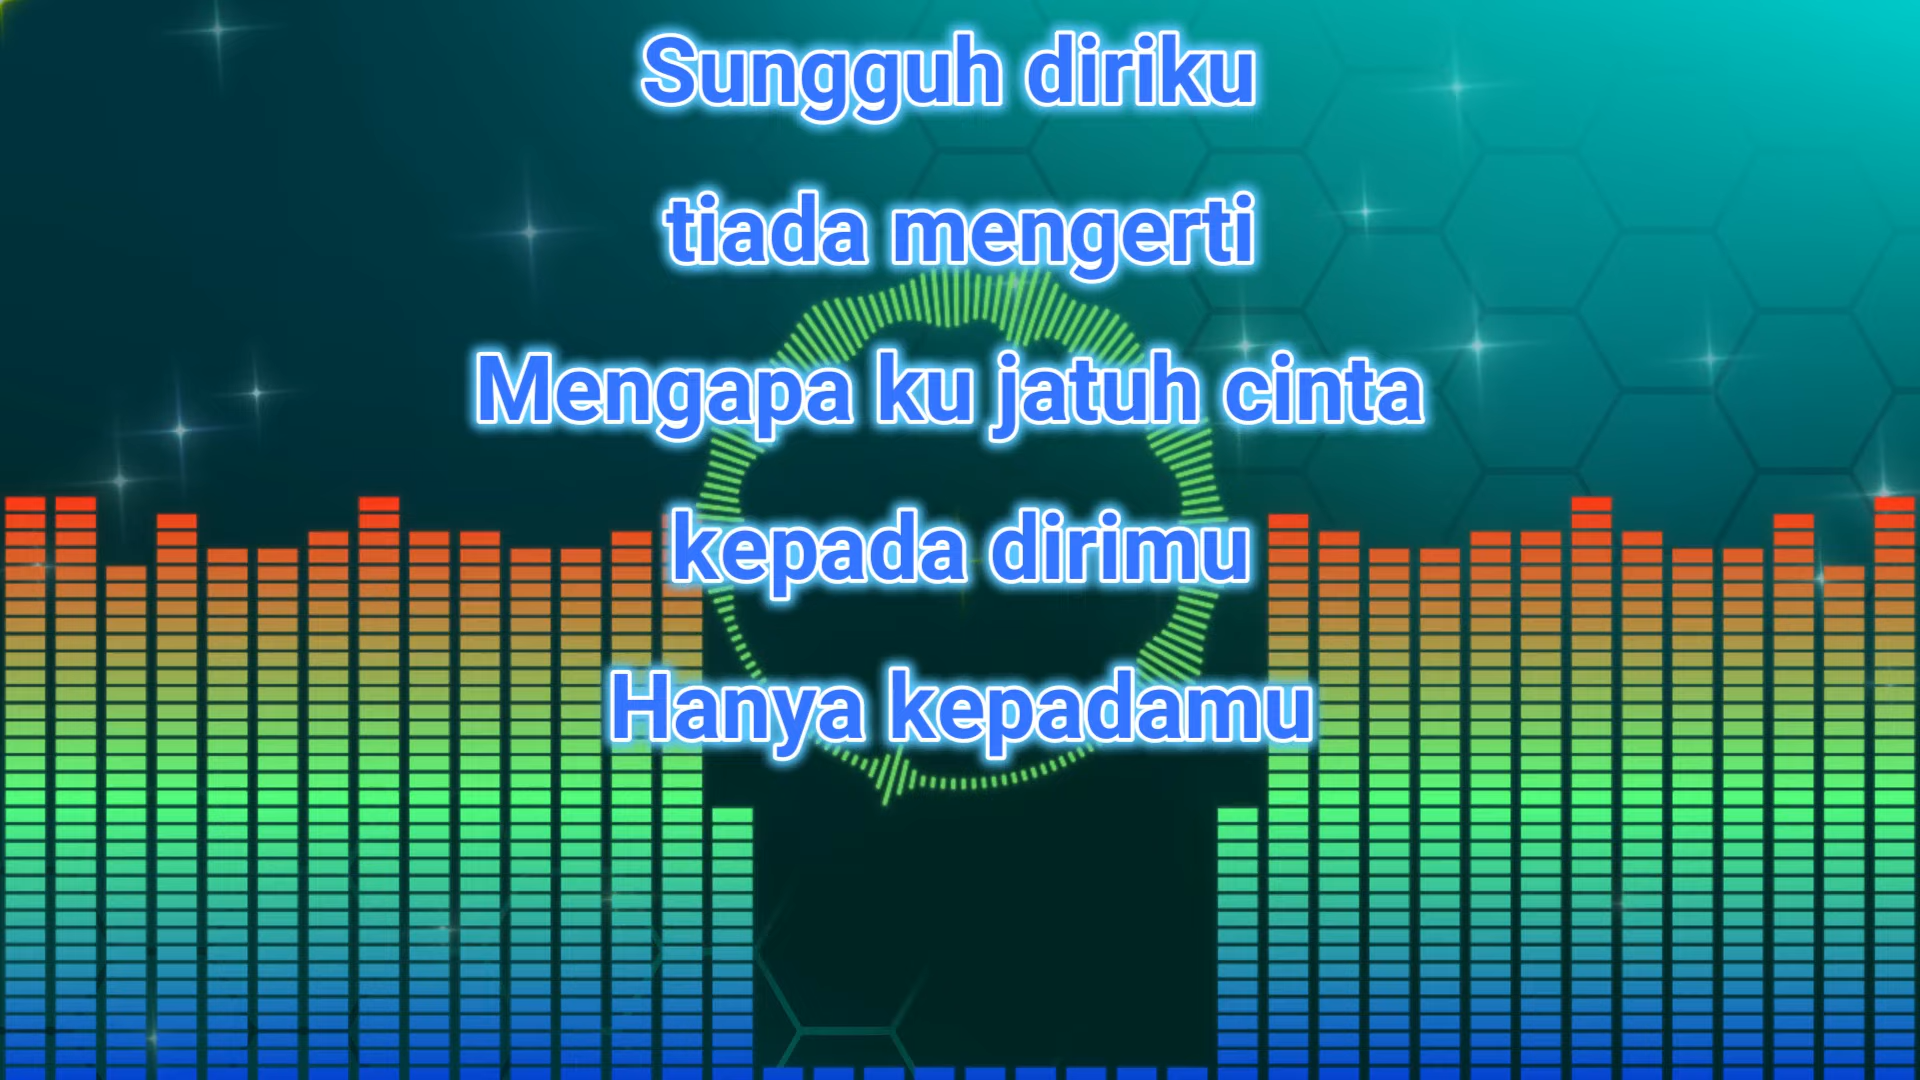 Sungguh diriku
tiada mengerti
Mengapa ku jatuh cinta
kepada dirimu
Hanya kepadamu